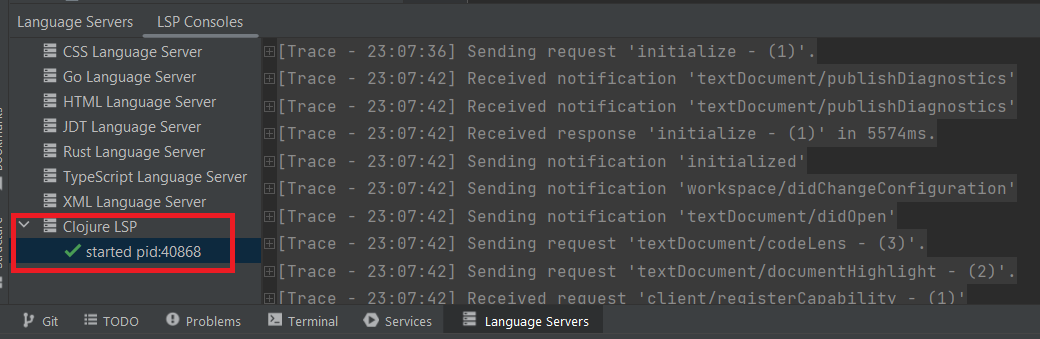 Language Servers
LSP Consoles
CSS Language Server
Go Language Server
HTML Language Server
JDT Language Server
Rust Language Server
TypeScript Language Server
XML Language Server
Clojure LSP
started pid:40868
[Trace - 23:07:36] Sending request 'initialize - (1)'.
[Trace - 23:07:42] Received notification 'textDocument/publishDiagnostics'
[Trace - 23:07:42] Received notification 'textDocument/publishDiagnostics'
[Trace - 23:07:42] Received response 'initialize - (1)' in 5574ms.
[Trace - 23:07:42] Sending notification 'initialized'
[Trace - 23:07:42] Sending notification 'workspace/didChangeConfiguration'
[Trace - 23:07:42] Sending notification 'textDocument/didOpen'
[Trace - 23:07:42] Sending request 'textDocument/codeLens - (3)'.
[Trace - 23:07:42] Sending request 'textDocument/documentHighlight - (2)'.
[Trace - 23:07:42] Received request 'client/registerCapability - (1)'
Git
TODO
Problems
Terminal
Services
Language Servers